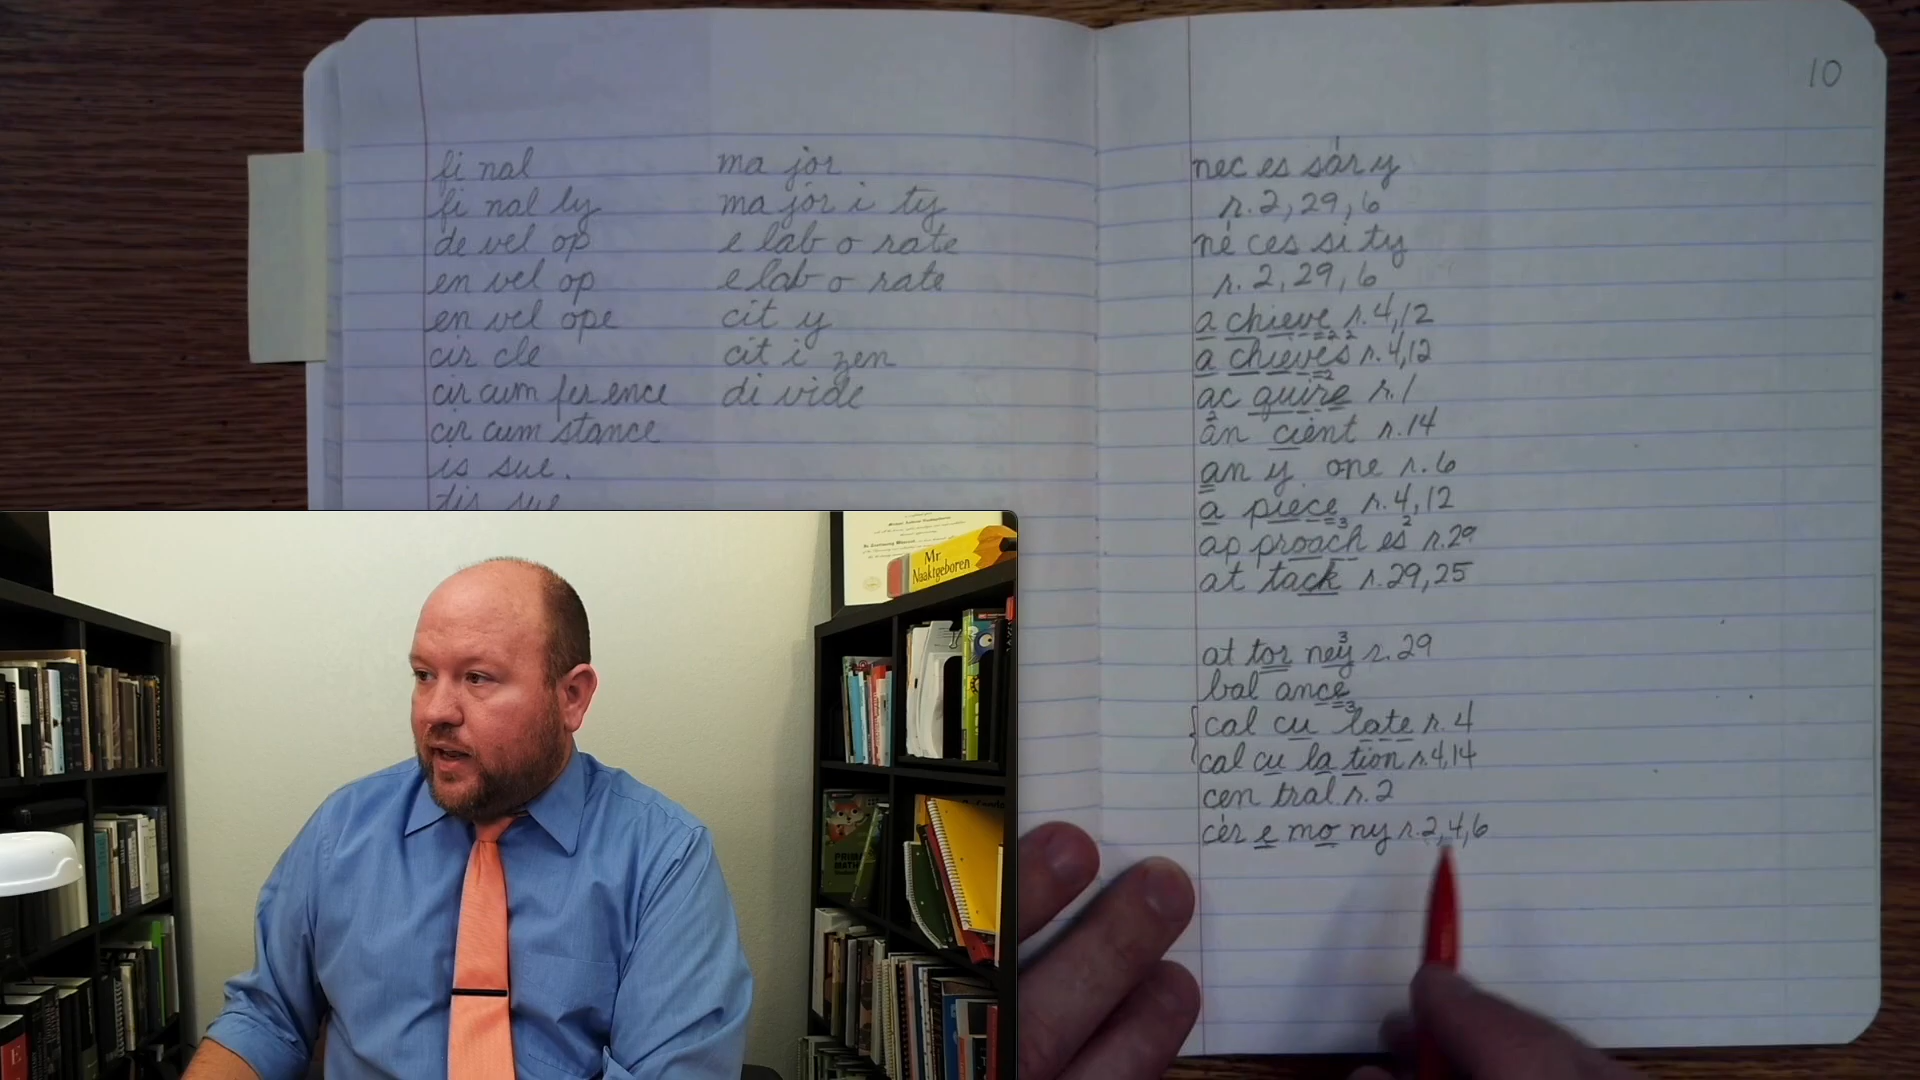 10
fi nal
fi nal ly
de vel op
en vel op
en vel ope
cir cle
cir cum fer ence
cir cum stance
is sue.
tis sue
ma jor
ma jor i ty
e lab o rate
e lab o rate
cit y
cit i zen
di vide
nec es sar y
r. 2, 29, 6
ne ces si ty
r. 2, 29, 6
a chieve r. 4, 12
a chieves r. 4, 12
ac quire r. 1
an cient r. 14
an y one r. 6
a piece r. 4, 12
ap proach es r. 29
at tack r. 29, 25
at tor ney r. 29
bal ance
cal cu late r. 4
cal cu la tion r. 4, 14
cen tral r. 2
cer e mo ny r. 2, 4, 6
Mr.
Naaktgeboren